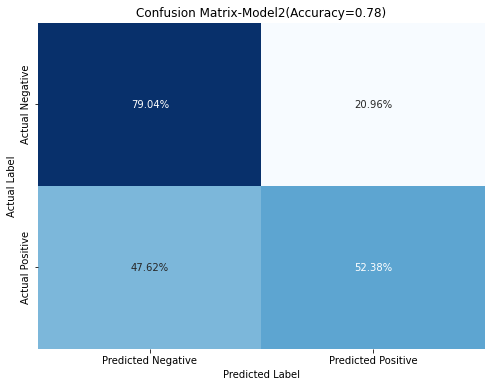 Confusion Matrix-Model2(Accuracy=0.78)
Actual Label
Actual Negative
79.04%
20.96%
Actual Positive
47.62%
52.38%
Predicted Negative
Predicted Positive
Predicted Label